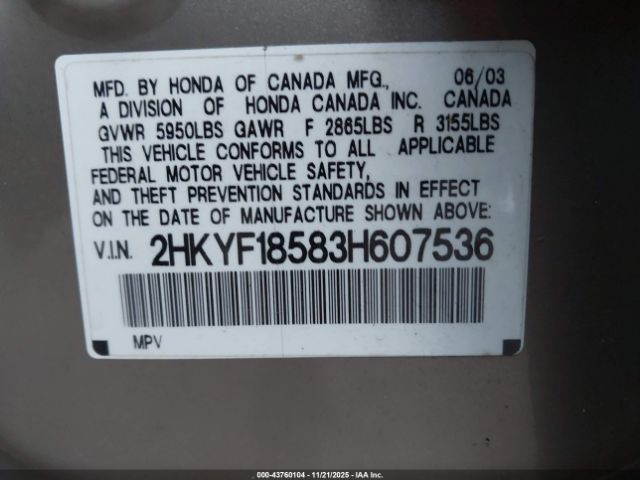 MFD. BY HONDA OF CANADA MFG., 06/03
A DIVISION OF HONDA CANADA INC. CANADA
GVWR 5950LBS GAWR F 2865LBS R 3155LBS
THIS VEHICLE CONFORMS TO ALL APPLICABLE
FEDERAL MOTOR VEHICLE SAFETY,
AND THEFT PREVENTION STANDARDS IN EFFECT
ON THE DATE OF MANUFACTURE SHOWN ABOVE:
V.I.N. 2HKYF18583H607536
MPV
000-43760104 - 11/21/2025 - IAA Inc.